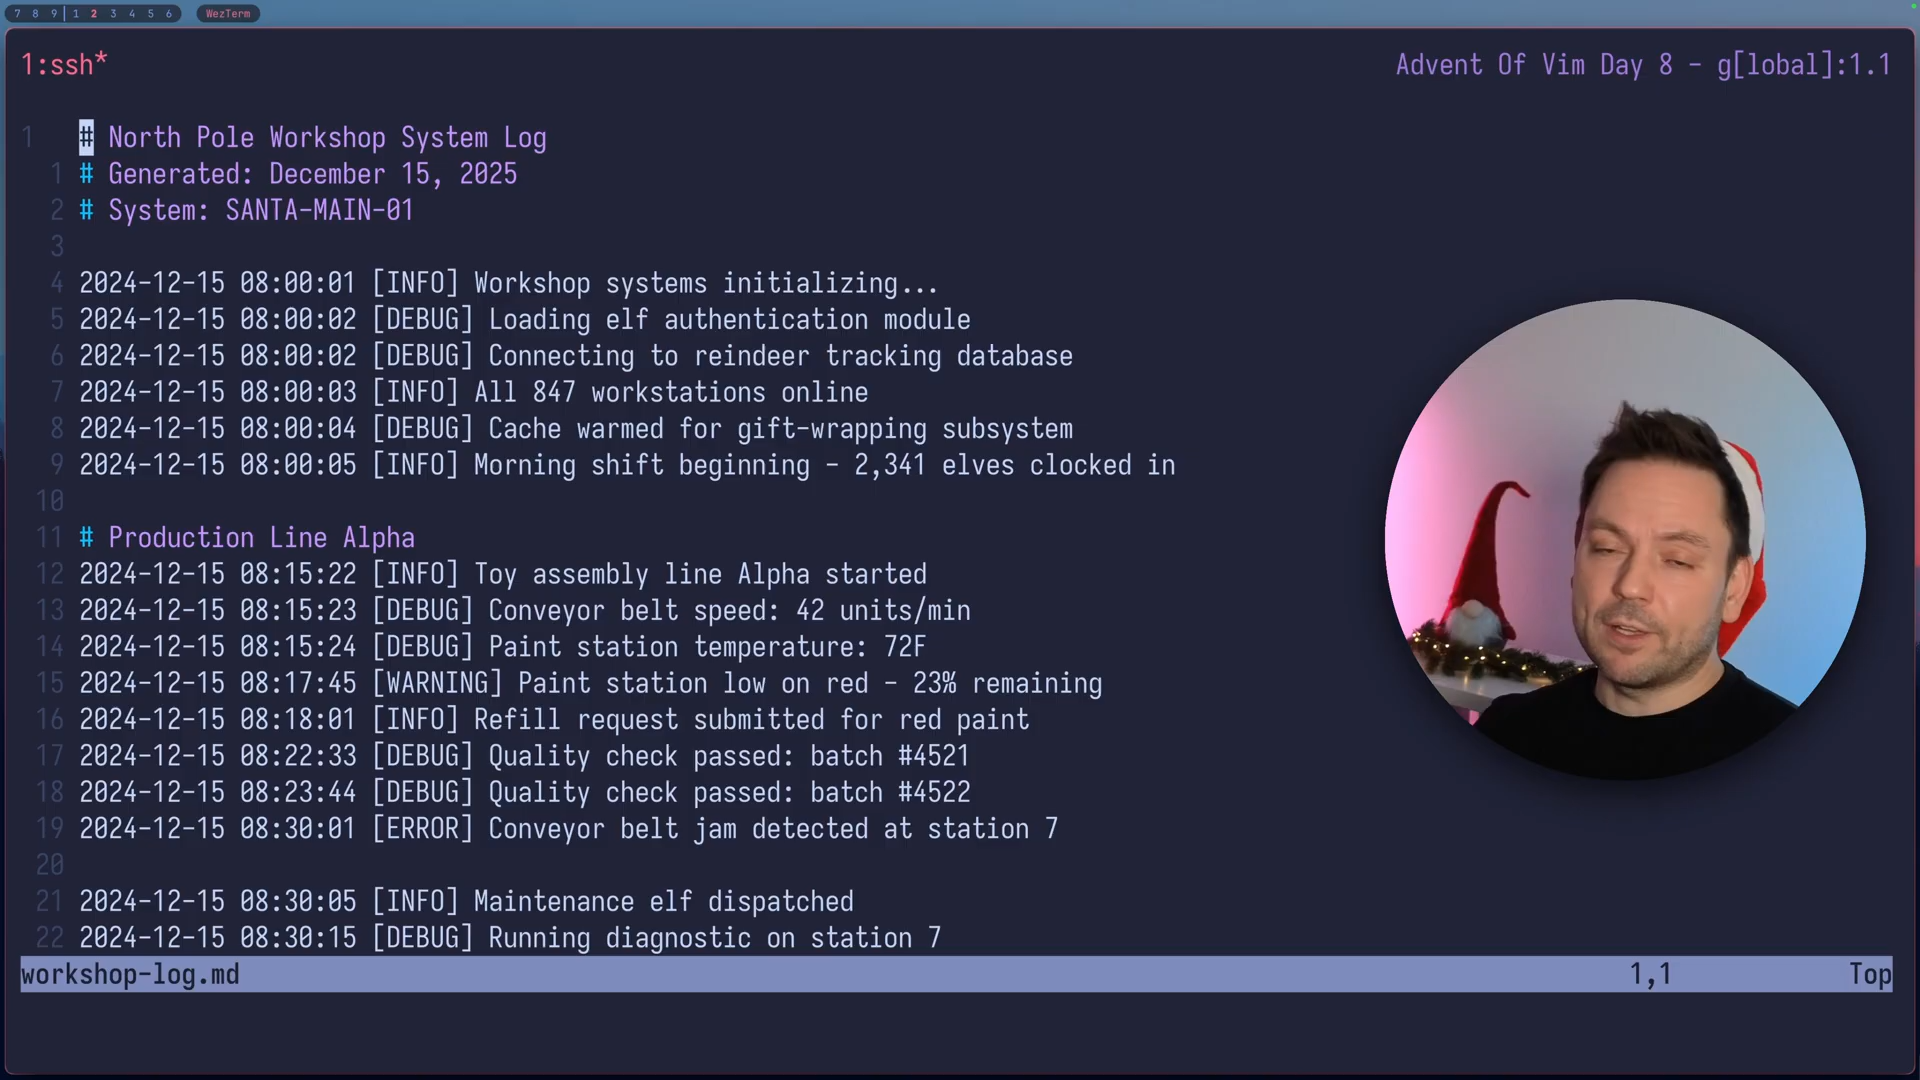 7 8 9 | 1 2 3 4 5 6 WezTerm
1:ssh* Advent Of Vim Day 8 - g[lobal]:1.1
1 # North Pole Workshop System Log
1 # Generated: December 15, 2025
2 # System: SANTA-MAIN-01
3
4 2024-12-15 08:00:01 [INFO] Workshop systems initializing...
5 2024-12-15 08:00:02 [DEBUG] Loading elf authentication module
6 2024-12-15 08:00:02 [DEBUG] Connecting to reindeer tracking database
7 2024-12-15 08:00:03 [INFO] All 847 workstations online
8 2024-12-15 08:00:04 [DEBUG] Cache warmed for gift-wrapping subsystem
9 2024-12-15 08:00:05 [INFO] Morning shift beginning - 2,341 elves clocked in
10
11 # Production Line Alpha
12 2024-12-15 08:15:22 [INFO] Toy assembly line Alpha started
13 2024-12-15 08:15:23 [DEBUG] Conveyor belt speed: 42 units/min
14 2024-12-15 08:15:24 [DEBUG] Paint station temperature: 72F
15 2024-12-15 08:17:45 [WARNING] Paint station low on red - 23% remaining
16 2024-12-15 08:18:01 [INFO] Refill request submitted for red paint
17 2024-12-15 08:22:33 [DEBUG] Quality check passed: batch #4521
18 2024-12-15 08:23:44 [DEBUG] Quality check passed: batch #4522
19 2024-12-15 08:30:01 [ERROR] Conveyor belt jam detected at station 7
20
21 2024-12-15 08:30:05 [INFO] Maintenance elf dispatched
22 2024-12-15 08:30:15 [DEBUG] Running diagnostic on station 7
workshop-log.md 1,1 Top